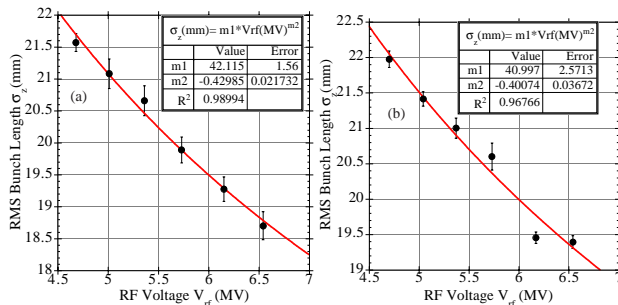 σz(mm)= m1*Vrf(MV)^m2
Value Error
m1 42.115 1.56
m2 -0.42985 0.021732
R² 0.98994
(a)
22
21.5
21
20.5
20
19.5
19
18.5
18
4.5 5 5.5 6 6.5 7
RMS Bunch Length σz (mm)
RF Voltage Vrf (MV)
σz(mm) = m1*Vrf(MV)^m2
Value Error
m1 40.997 2.5713
m2 -0.40074 0.03672
R² 0.96766
(b)
22.5
22
21.5
21
20.5
20
19.5
19
4.5 5 5.5 6 6.5 7
RMS Bunch Length σz (mm)
RF Voltage Vrf (MV)